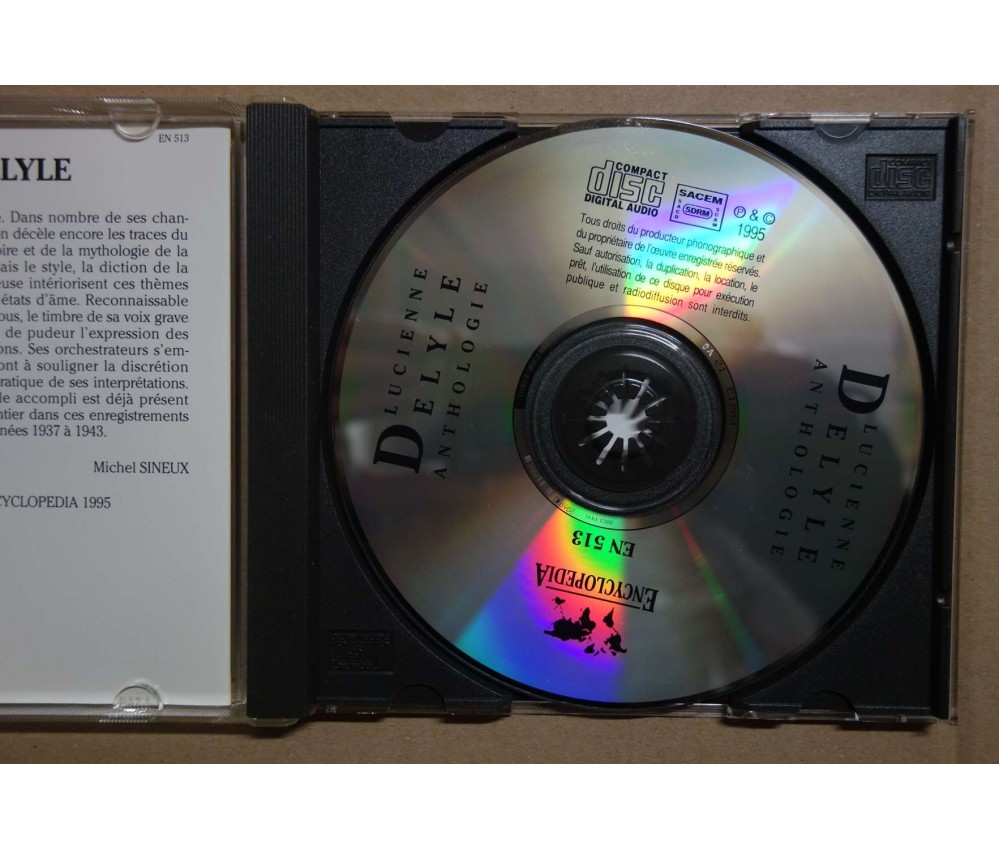 EN 513
LYLE
. Dans nombre de ses chan-
n décèle encore les traces du
oire et de la mythologie de la
ais le style, la diction de la
euse intériorisent ces thèmes
états d'âme. Reconnaissable
ous, le timbre de sa voix grave
de pudeur l'expression des
ons. Ses orchestrateurs s'em-
ont à souligner la discrétion
ratique de ses interprétations.
le accompli est déjà présent
ntier dans ces enregistrements
nées 1937 à 1943.
Michel SINEUX
CYCLOPEDIA 1995
COMPACT
disc
DIGITAL AUDIO
SACEM
SACD
SDRM
SCAM
℗ & ©
1995
Tous droits du producteur phonographique et
du propriétaire de l'œuvre enregistrée réservés.
Sauf autorisation, la duplication, la location, le
prêt, l'utilisation de ce disque pour exécution
publique et radiodiffusion sont interdits.
LUCIENNE
DELYLE
ANTHOLOGIE
LUCIENNE
DELYLE
ANTHOLOGIE
EN 513
ENCYCLOPEDIA
COMPACT
disc